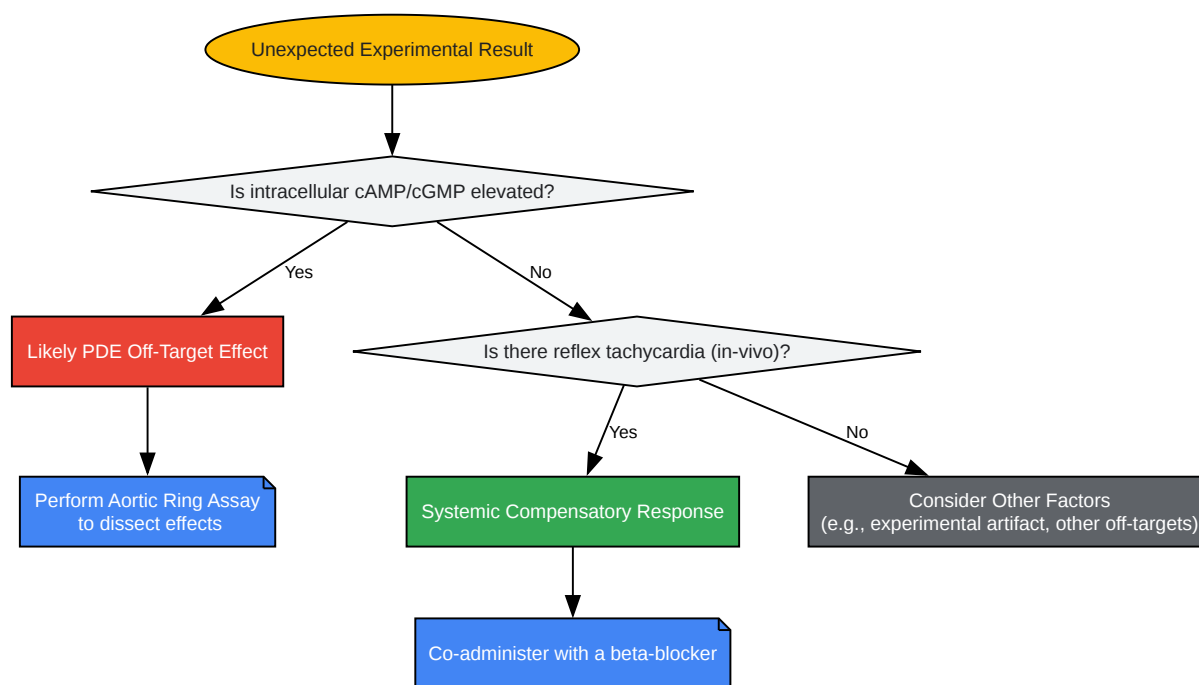 Unexpected Experimental Result
Is intracellular cAMP/cGMP elevated?
Yes
No
Likely PDE Off-Target Effect
Is there reflex tachycardia (in-vivo)?
Yes
No
Perform Aortic Ring Assay
to dissect effects
Systemic Compensatory Response
Consider Other Factors
(e.g., experimental artifact, other off-targets)
Co-administer with a beta-blocker